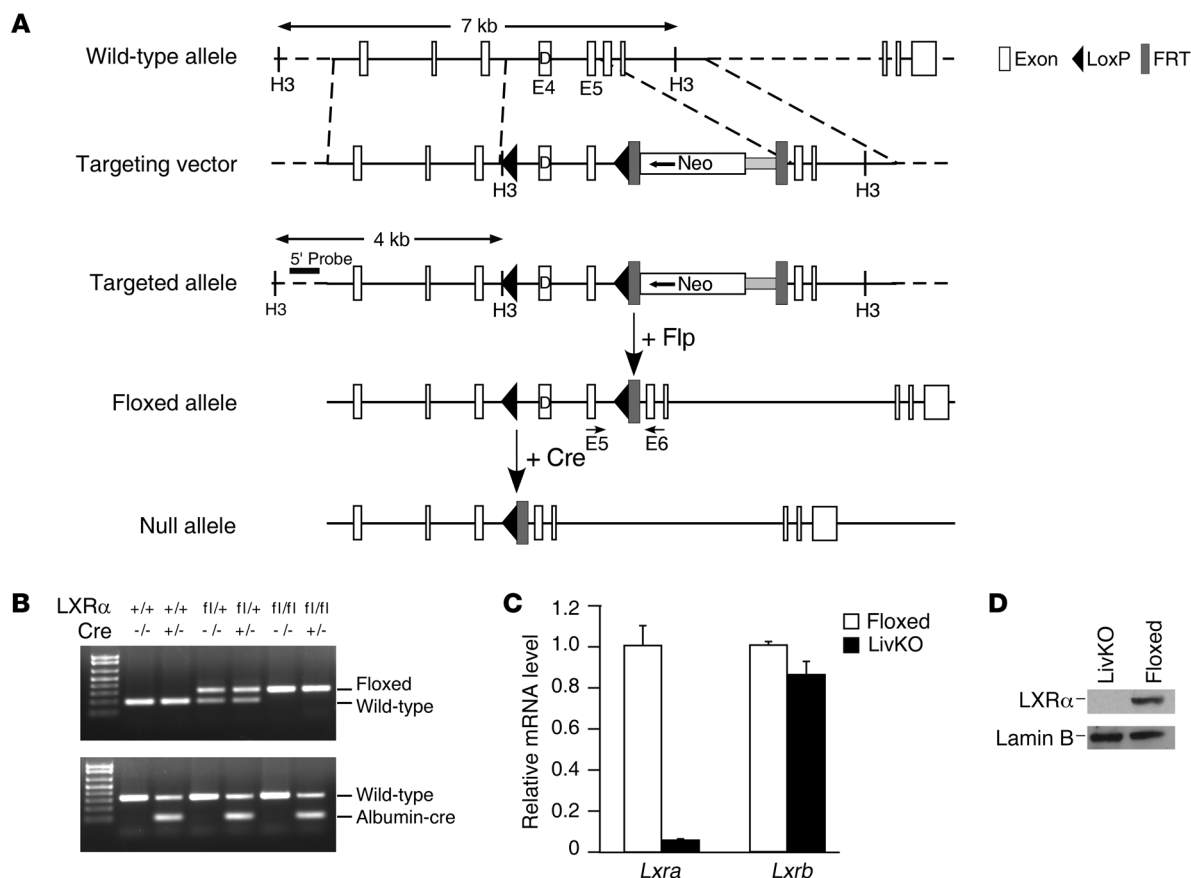 A
7 kb
Wild-type allele
H3
E4
D
E5
H3
Exon
LoxP
FRT
Targeting vector
H3
D
Neo
H3
4 kb
5' Probe
Targeted allele
H3
H3
D
Neo
H3
+ Flp
Floxed allele
D
E5
E6
+ Cre
Null allele
B
LXRα +/+ +/+ fl/+ fl/+ fl/fl fl/fl
Cre -/- +/- -/- +/- -/- +/-
Floxed
Wild-type
Wild-type
Albumin-cre
C
Relative mRNA level
1.2
1.0
0.8
0.6
0.4
0.2
0
Floxed
LivKO
Lxra
Lxrb
D
LivKO
Floxed
LXRα
Lamin B